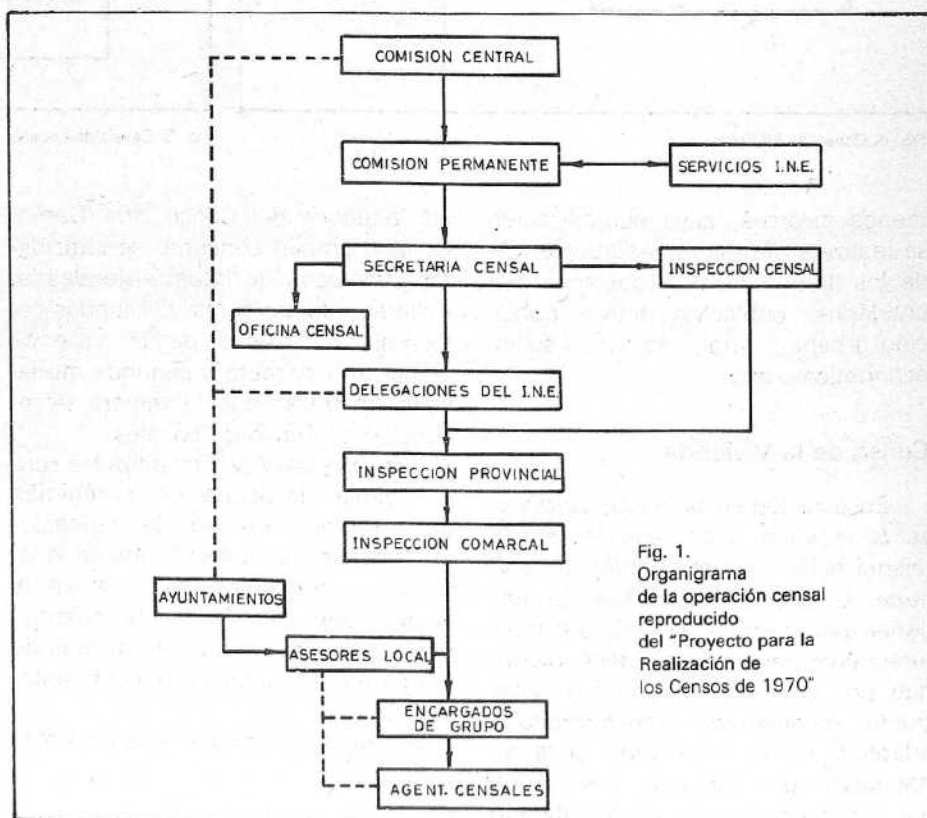 COMISION CENTRAL
COMISION PERMANENTE
SERVICIOS I.N.E.
SECRETARIA CENSAL
INSPECCION CENSAL
OFICINA CENSAL
DELEGACIONES DEL I.N.E.
INSPECCION PROVINCIAL
INSPECCION COMARCAL
AYUNTAMIENTOS
ASESORES LOCAL
ENCARGADOS
DE GRUPO
AGENT. CENSALES
Fig. 1.
Organigrama
de la operación censal
reproducido
del "Proyecto para la
Realización de
los Censos de 1970"